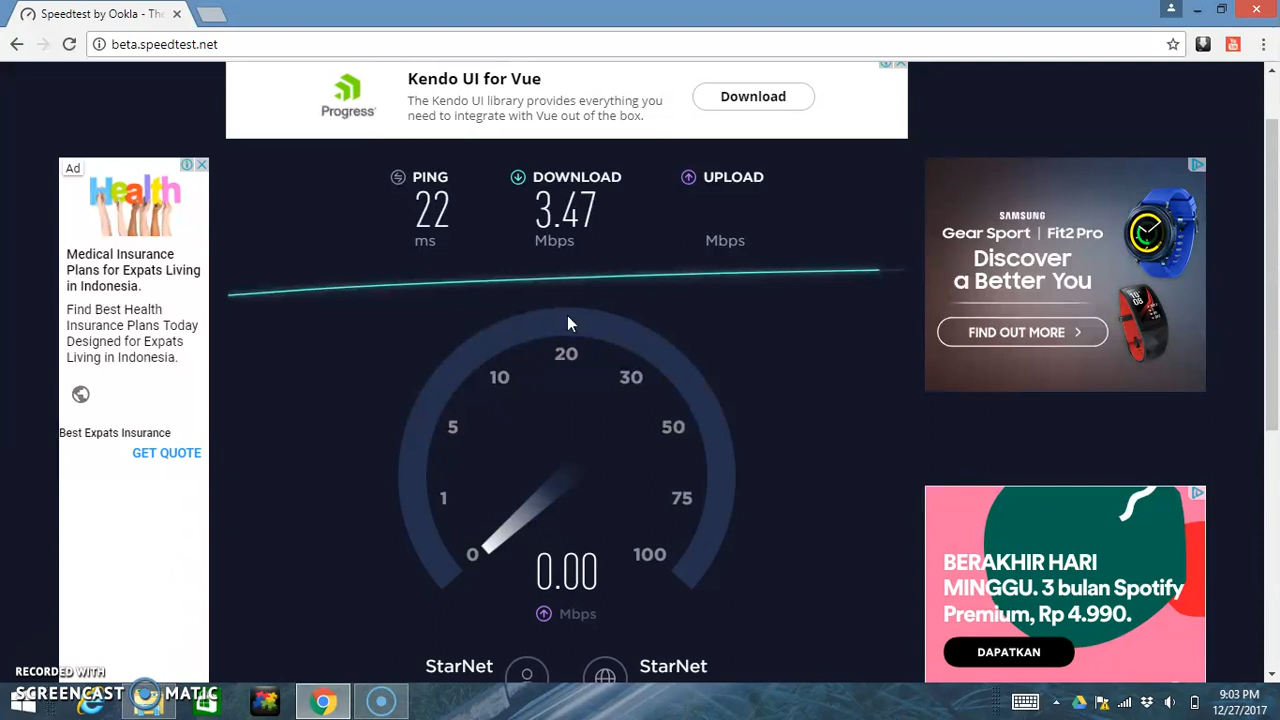 Speedtest by Ookla - The
beta.speedtest.net
Progress
Kendo UI for Vue
The Kendo UI library provides everything you
need to integrate with Vue out of the box.
Download
Ad
Health
Medical Insurance
Plans for Expats Living
in Indonesia.
Find Best Health
Insurance Plans Today
Designed for Expats
Living in Indonesia.
Best Expats Insurance
GET QUOTE
PING
22
ms
DOWNLOAD
3.47
Mbps
UPLOAD
Mbps
0
1
5
10
20
30
50
75
100
0.00
Mbps
StarNet
StarNet
SAMSUNG
Gear Sport | Fit2 Pro
Discover
a Better You
FIND OUT MORE >
BERAKHIR HARI
MINGGU. 3 bulan Spotify
Premium, Rp 4.990.
DAPATKAN
RECORDED WITH
SCREENCAST MATIC
9:03 PM
12/27/2017